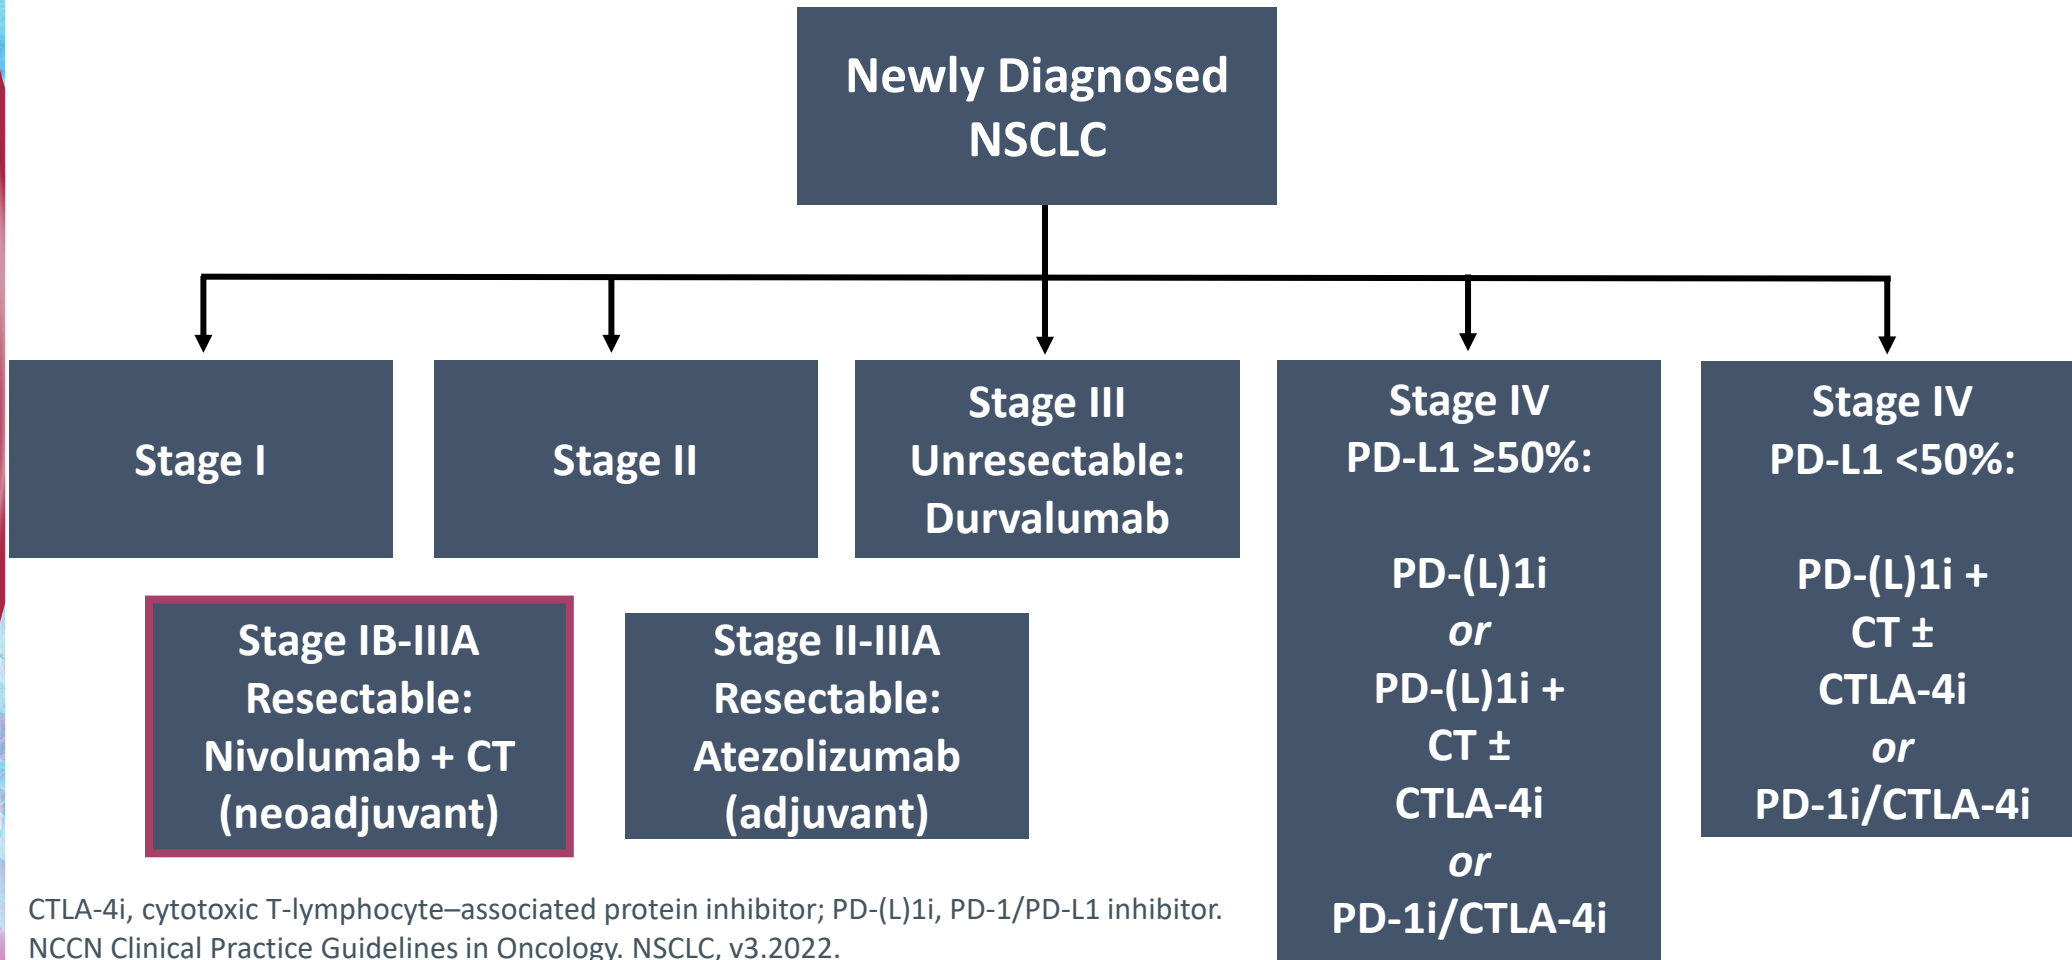 Newly Diagnosed
NSCLC
Stage I
Stage II
Stage III
Unresectable:
Durvalumab
Stage IV
PD-L1 ≥50%:
PD-(L)1i
or
PD-(L)1i +
CT ±
CTLA-4i
or
PD-1i/CTLA-4i
Stage IV
PD-L1 <50%:
PD-(L)1i +
CT ±
CTLA-4i
or
PD-1i/CTLA-4i
Stage IB-IIIA
Resectable:
Nivolumab + CT
(neoadjuvant)
Stage II-IIIA
Resectable:
Atezolizumab
(adjuvant)
CTLA-4i, cytotoxic T-lymphocyte–associated protein inhibitor; PD-(L)1i, PD-1/PD-L1 inhibitor.
NCCN Clinical Practice Guidelines in Oncology. NSCLC, v3.2022.